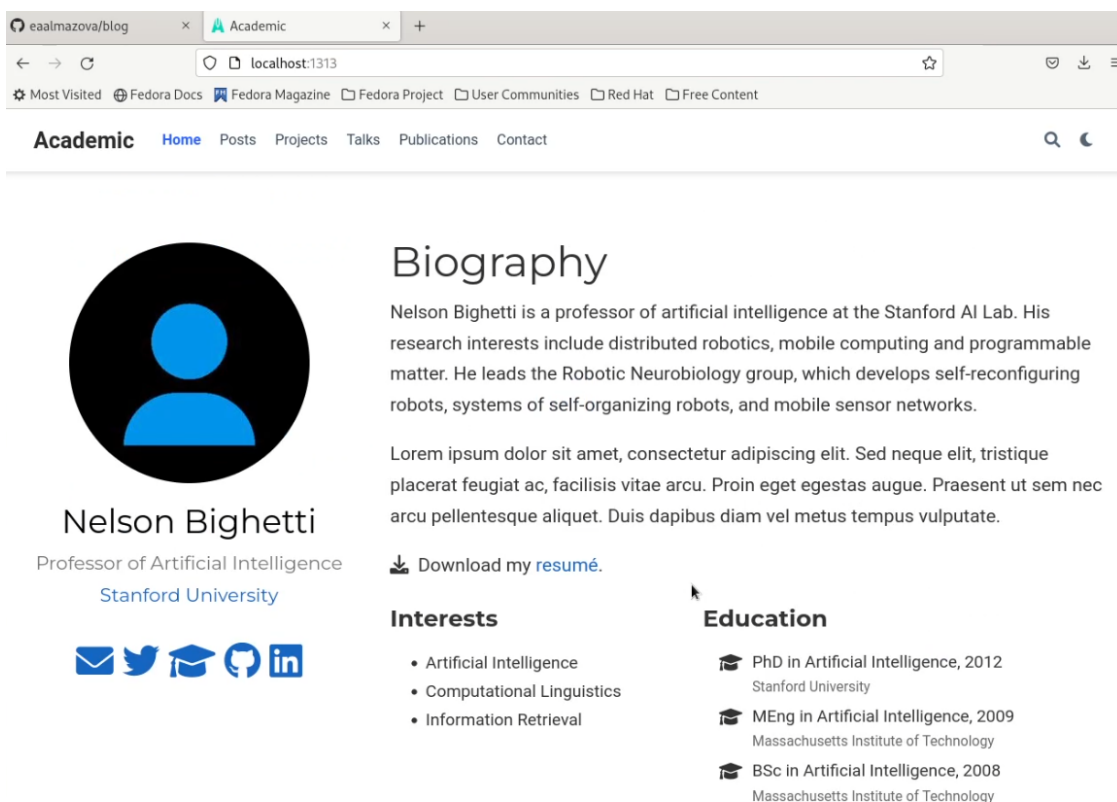 eaalmazova/blog
Academic
localhost:1313
Most Visited Fedora Docs Fedora Magazine Fedora Project User Communities Red Hat Free Content
Academic Home Posts Projects Talks Publications Contact
Biography
Nelson Bighetti is a professor of artificial intelligence at the Stanford AI Lab. His
research interests include distributed robotics, mobile computing and programmable
matter. He leads the Robotic Neurobiology group, which develops self-reconfiguring
robots, systems of self-organizing robots, and mobile sensor networks.
Lorem ipsum dolor sit amet, consectetur adipiscing elit. Sed neque elit, tristique
placerat feugiat ac, facilisis vitae arcu. Proin eget egestas augue. Praesent ut sem nec
arcu pellentesque aliquet. Duis dapibus diam vel metus tempus vulputate.
Download my resumé.
Nelson Bighetti
Professor of Artificial Intelligence
Stanford University
in
Interests
Artificial Intelligence
Computational Linguistics
Information Retrieval
Education
PhD in Artificial Intelligence, 2012
Stanford University
MEng in Artificial Intelligence, 2009
Massachusetts Institute of Technology
BSc in Artificial Intelligence, 2008
Massachusetts Institute of Technology